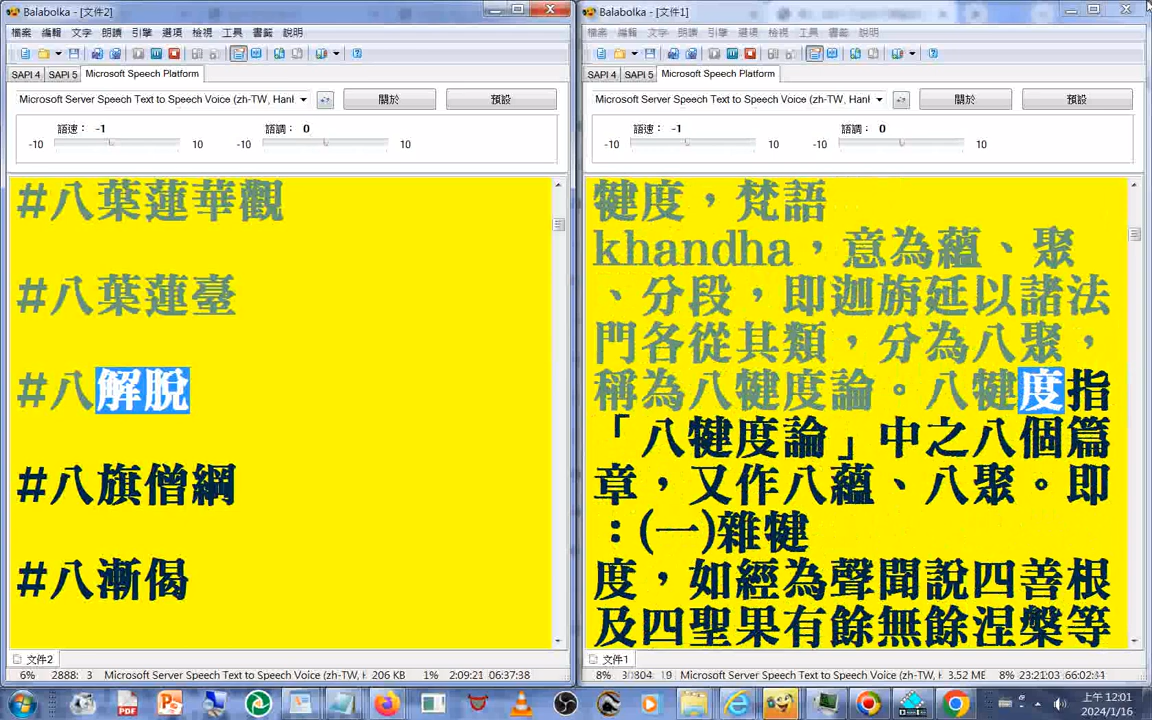 Balabolka - [文件2]
檔案 編輯 文字 朗讀 引擎 選項 檢視 工具 書籤 說明
SAPI 4 SAPI 5 Microsoft Speech Platform
Microsoft Server Speech Text to Speech Voice (zh-TW, Hanl
關於
預設
語速： -1
語調： 0
-10 10 -10 10
#八葉蓮華觀
#八葉蓮臺
#八解脫
#八旗僧綱
#八漸偈
文件2
6% 2888: 3 Microsoft Server Speech Text to Speech Voice (zh-TW, H 206 KB 1% 2:09:21 06:37:38
Balabolka - [文件1]
檔案 編輯 文字 朗讀 引擎 選項 檢視 工具 書籤 說明
SAPI 4 SAPI 5 Microsoft Speech Platform
Microsoft Server Speech Text to Speech Voice (zh-TW, Hanl
關於
預設
語速： -1
語調： 0
-10 10 -10 10
犍度，梵語
khandha，意為蘊、聚
、分段，即迦旃延以諸法
門各從其類，分為八聚，
稱為八犍度論。八犍度指
「八犍度論」中之八個篇
章，又作八蘊、八聚。即
：(一)雜犍
度，如經為聲聞說四善根
及四聖果有餘無餘涅槃等
文件1
8% Microsoft Server Speech Text to Speech Voice (zh-TW, 3.52 MB 8% 23:21:03
上午 12:01
2024/1/16